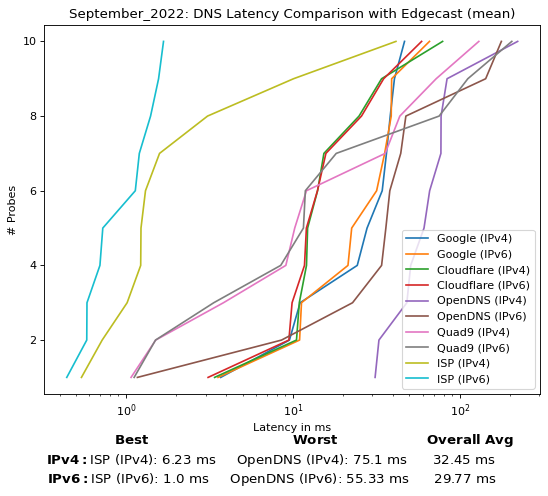 September_2022: DNS Latency Comparison with Edgecast (mean)
10
8
6
4
2
# Probes
Google (IPv4)
Google (IPv6)
Cloudflare (IPv4)
Cloudflare (IPv6)
OpenDNS (IPv4)
OpenDNS (IPv6)
Quad9 (IPv4)
Quad9 (IPv6)
ISP (IPv4)
ISP (IPv6)
10⁰ 10¹ 10²
Latency in ms
Best Worst Overall Avg
IPv4: ISP (IPv4): 6.23 ms OpenDNS (IPv4): 75.1 ms 32.45 ms
IPv6: ISP (IPv6): 1.0 ms OpenDNS (IPv6): 55.33 ms 29.77 ms